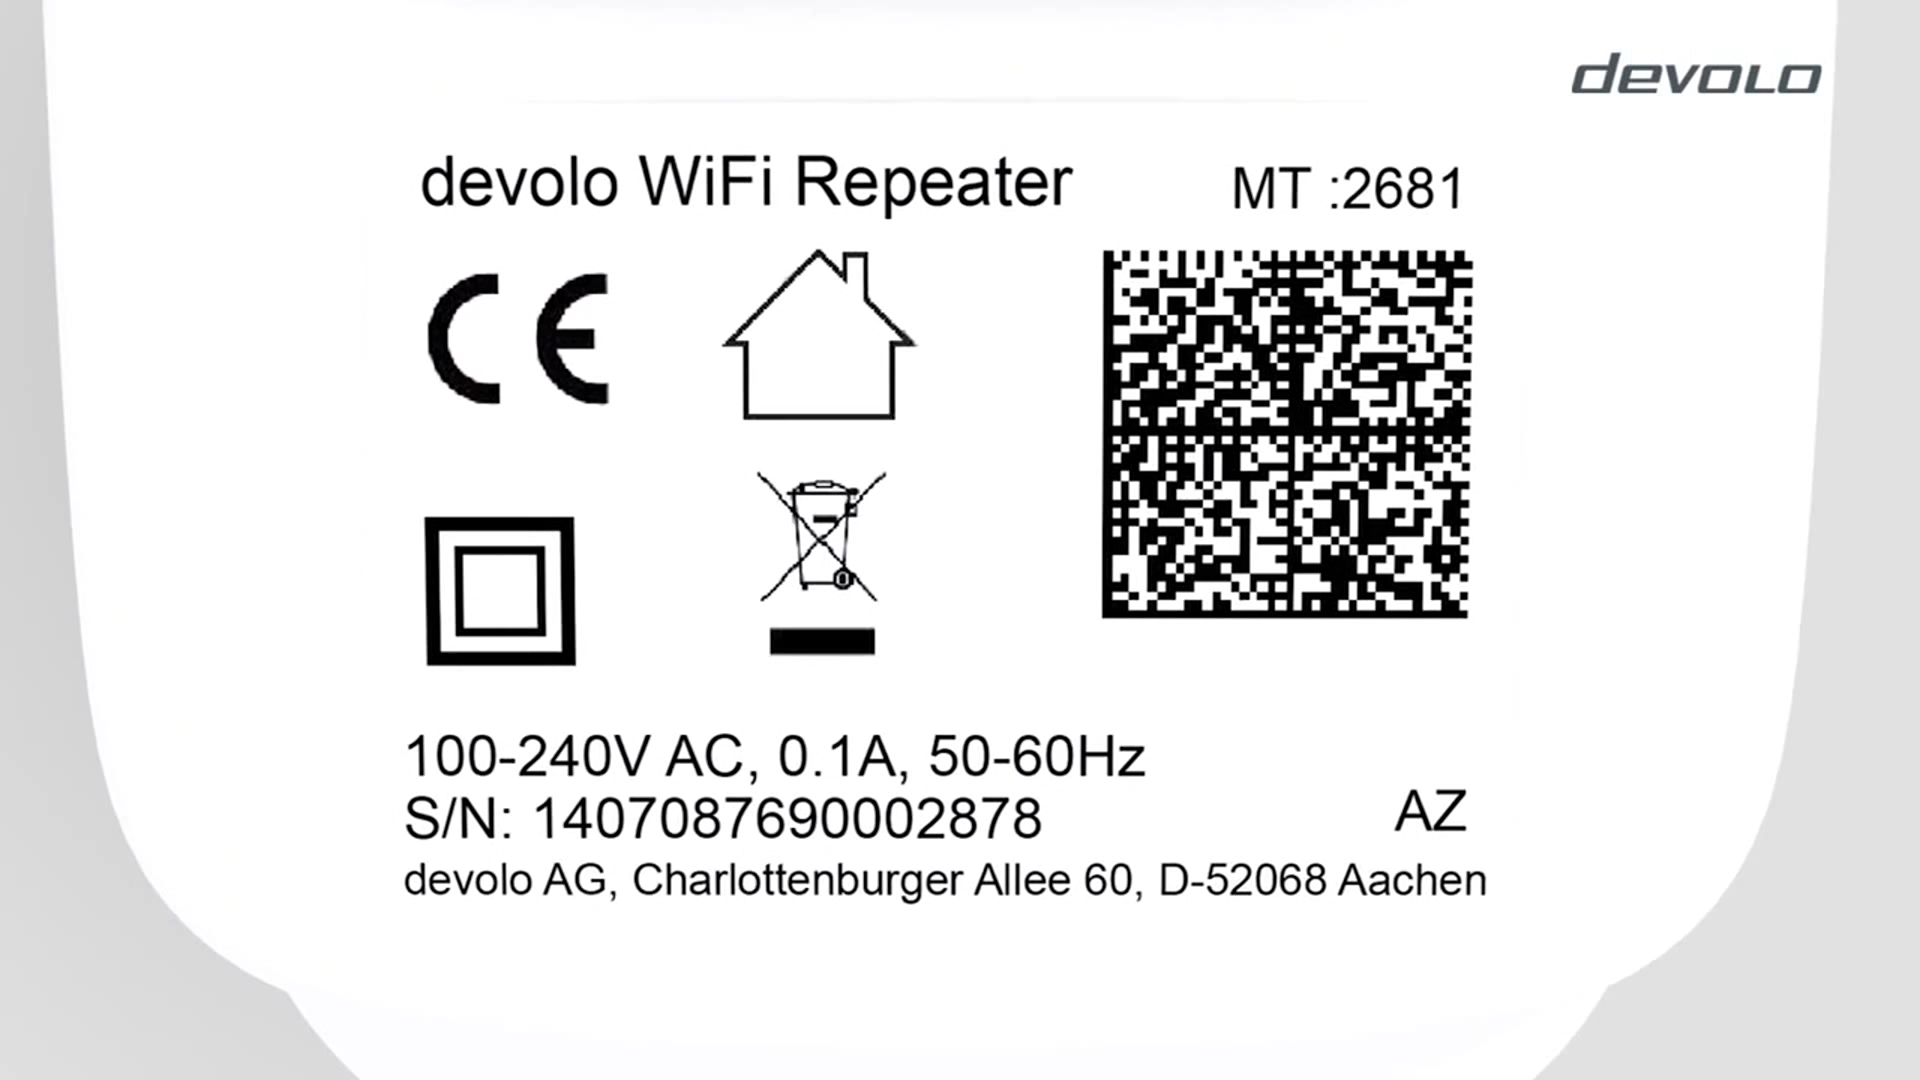 devolo
devolo WiFi Repeater
MT :2681
CE
100-240V AC, 0.1A, 50-60Hz
S/N: 1407087690002878
AZ
devolo AG, Charlottenburger Allee 60, D-52068 Aachen